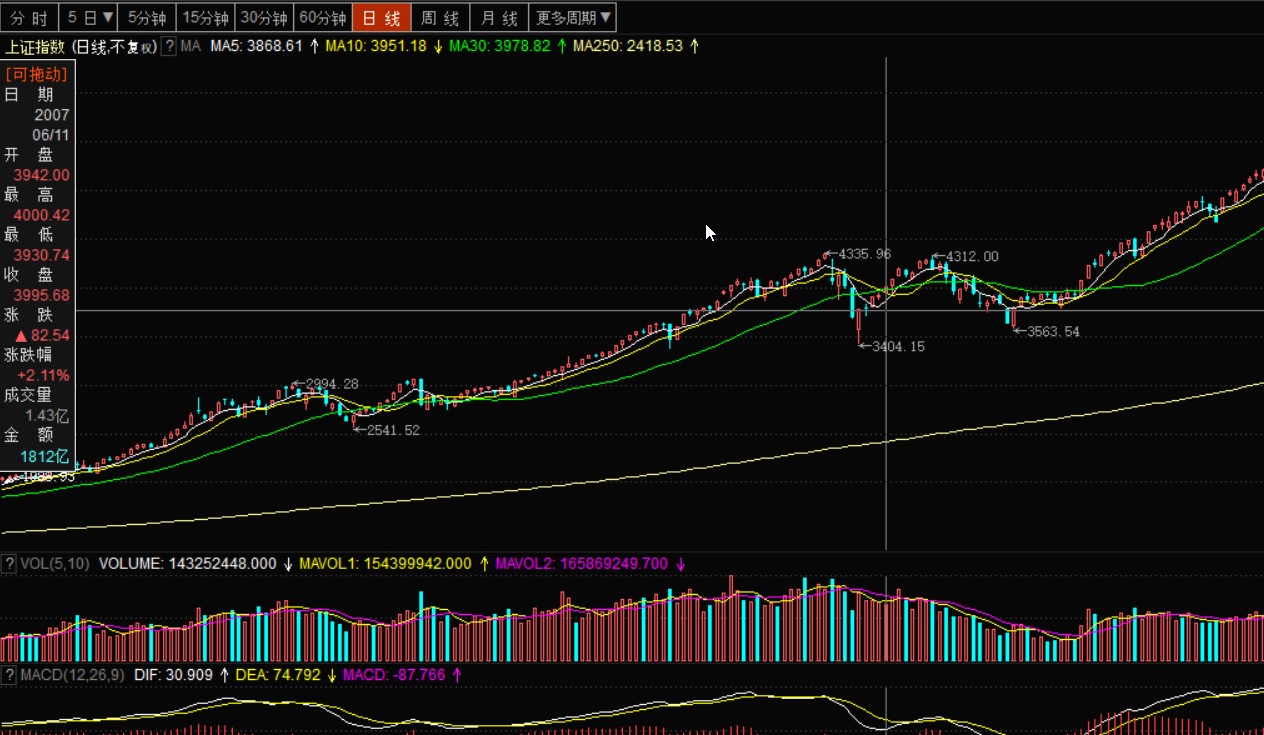 分 时 5 日▼ 5分钟 15分钟 30分钟 60分钟 日 线 周 线 月 线 更多周期▼
上证指数 (日线,不复权) ? MA MA5: 3868.61 ↑ MA10: 3951.18 ↓ MA30: 3978.82 ↑ MA250: 2418.53 ↑
[可拖动]
日 期
2007
06/11
开 盘
3942.00
最 高
4000.42
最 低
3930.74
收 盘
3995.68
涨 跌
▲82.54
涨跌幅
+2.11%
成交量
1.43亿
金 额
1812亿
←4335.96
←4312.00
←3563.54
←3404.15
←2994.28
←2541.52
? VOL(5,10) VOLUME: 143252448.000 ↓ MAVOL1: 154399942.000 ↑ MAVOL2: 165869249.700 ↓
? MACD(12,26,9) DIF: 30.909 ↑ DEA: 74.792 ↓ MACD: -87.766 ↑